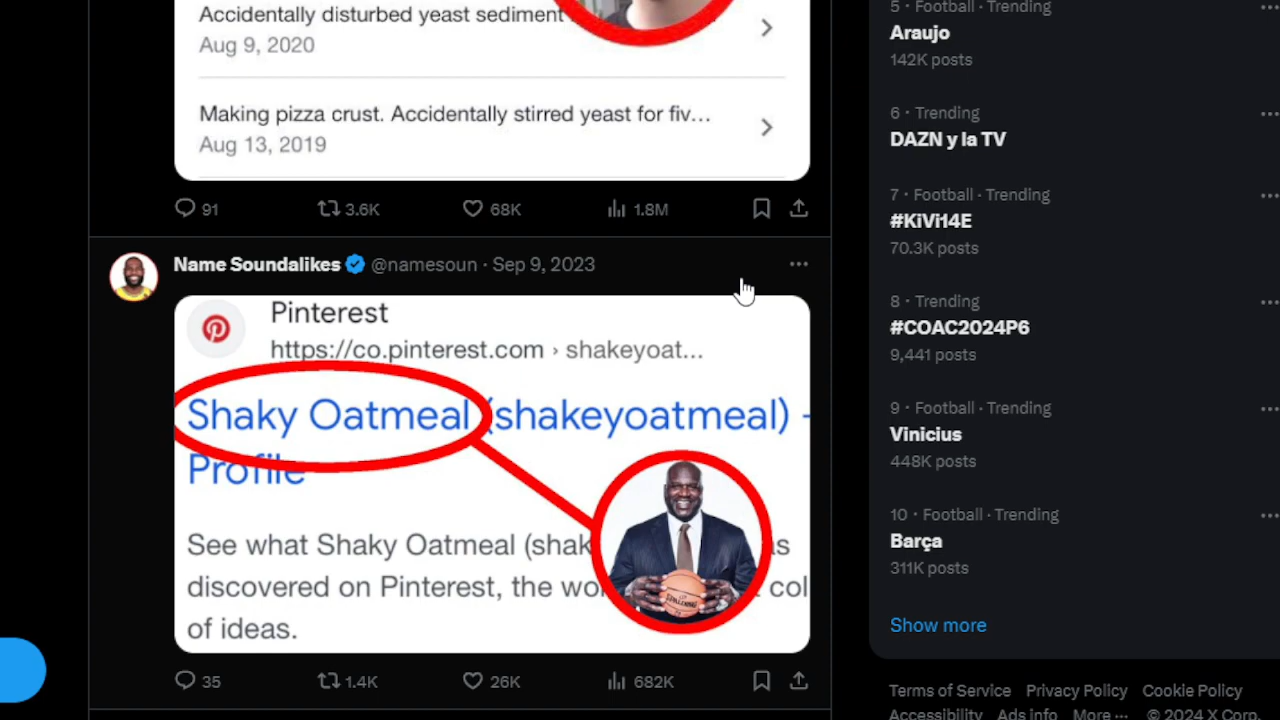 Accidentally disturbed yeast sediment
Aug 9, 2020
Making pizza crust. Accidentally stirred yeast for fiv...
Aug 13, 2019
91 3.6K 68K 1.8M
Name Soundalikes @namesoun · Sep 9, 2023
Pinterest
https://co.pinterest.com › shakeyoat...
Shaky Oatmeal (shakeyoatmeal) -
Profile
See what Shaky Oatmeal (shak
discovered on Pinterest, the wo col
of ideas.
35 1.4K 26K 682K
5 · Football · Trending
Araujo
142K posts
6 · Trending
DAZN y la TV
7 · Football · Trending
#KiVi14E
70.3K posts
8 · Trending
#COAC2024P6
9,441 posts
9 · Football · Trending
Vinicius
448K posts
10 · Football · Trending
Barça
311K posts
Show more
Terms of Service Privacy Policy Cookie Policy
Accessibility Ads info More ··· © 2024 X Corp.